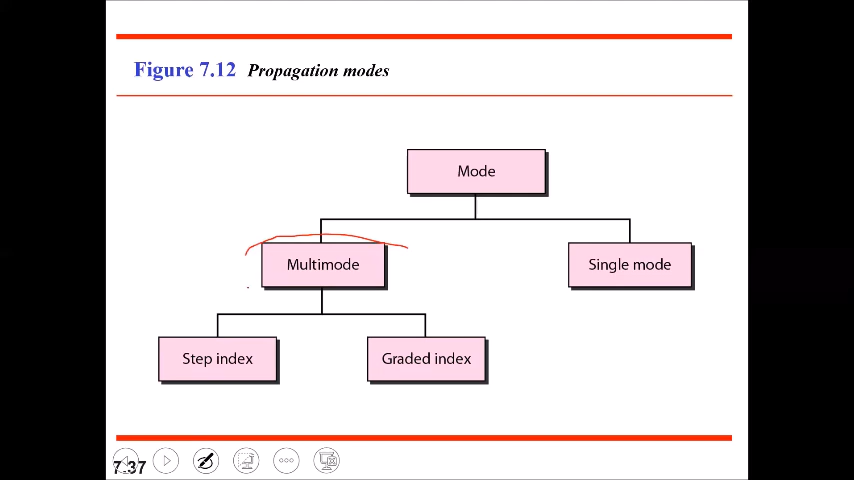 Figure 7.12 Propagation modes
Mode
Multimode
Single mode
Step index
Graded index
7.37